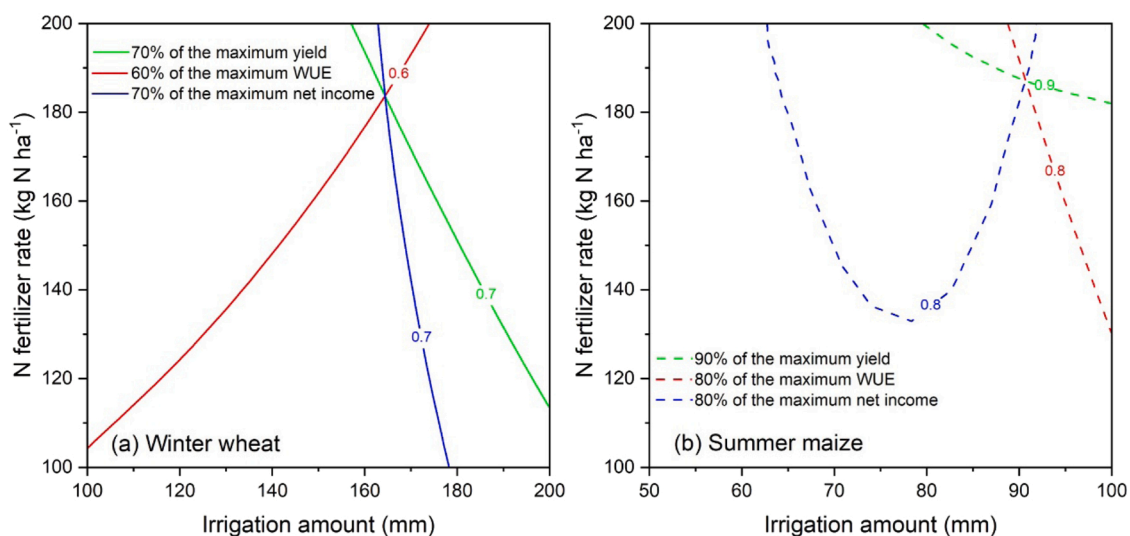 200
180
160
140
120
100
N fertilizer rate (kg N ha-1)
70% of the maximum yield
60% of the maximum WUE
70% of the maximum net income
0.6
0.7
0.7
(a) Winter wheat
100 120 140 160 180 200
Irrigation amount (mm)
200
180
160
140
120
100
N fertilizer rate (kg N ha-1)
0.9
0.8
0.8
90% of the maximum yield
80% of the maximum WUE
80% of the maximum net income
(b) Summer maize
50 60 70 80 90 100
Irrigation amount (mm)